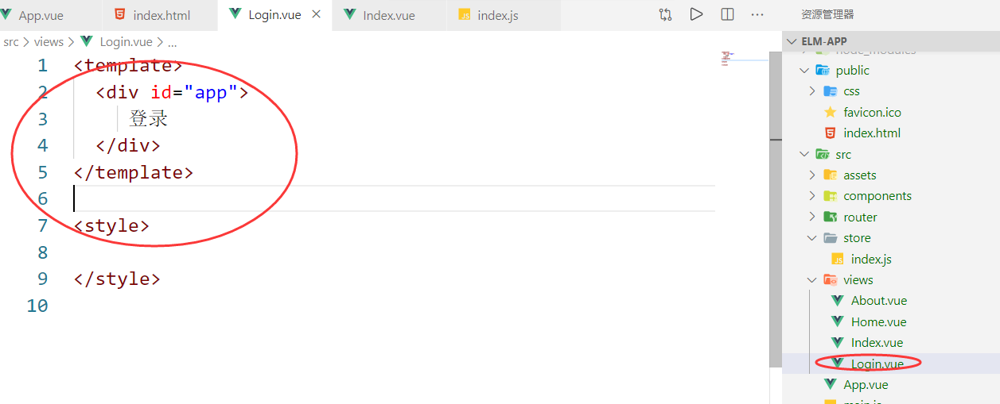 App.vue index.html Login.vue Index.vue index.js 资源管理器
src views Login.vue ...
ELM-APP
1 <template>
2 <div id="app">
3 登录
4 </div>
5 </template>
6
7 <style>
8
9 </style>
10
node_modules
public
css
favicon.ico
index.html
src
assets
components
router
store
index.js
views
About.vue
Home.vue
Index.vue
Login.vue
App.vue
main.js